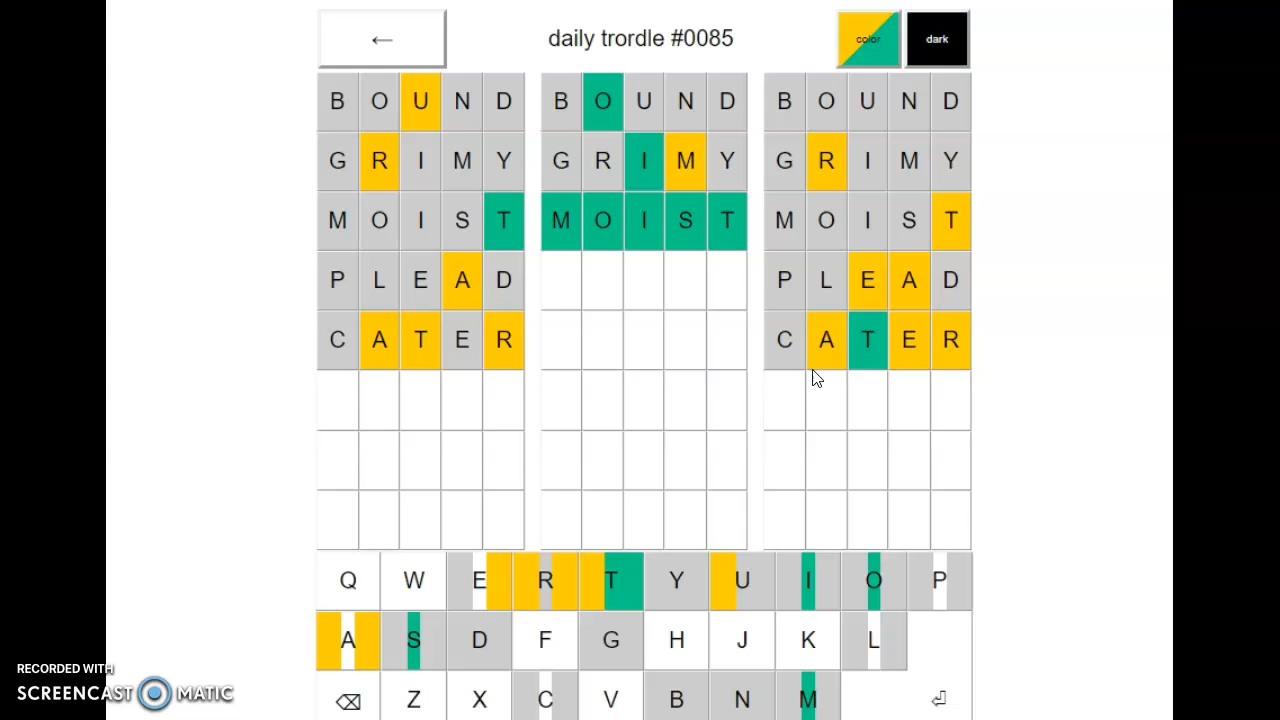 ← daily trordle #0085 color dark
B O U N D B O U N D B O U N D
G R I M Y G R I M Y G R I M Y
M O I S T M O I S T M O I S T
P L E A D P L E A D
C A T E R C A T E R
Q W E R T Y U I O P
A S D F G H J K L
⌫ Z X C V B N M ⏎
RECORDED WITH
SCREENCAST MATIC